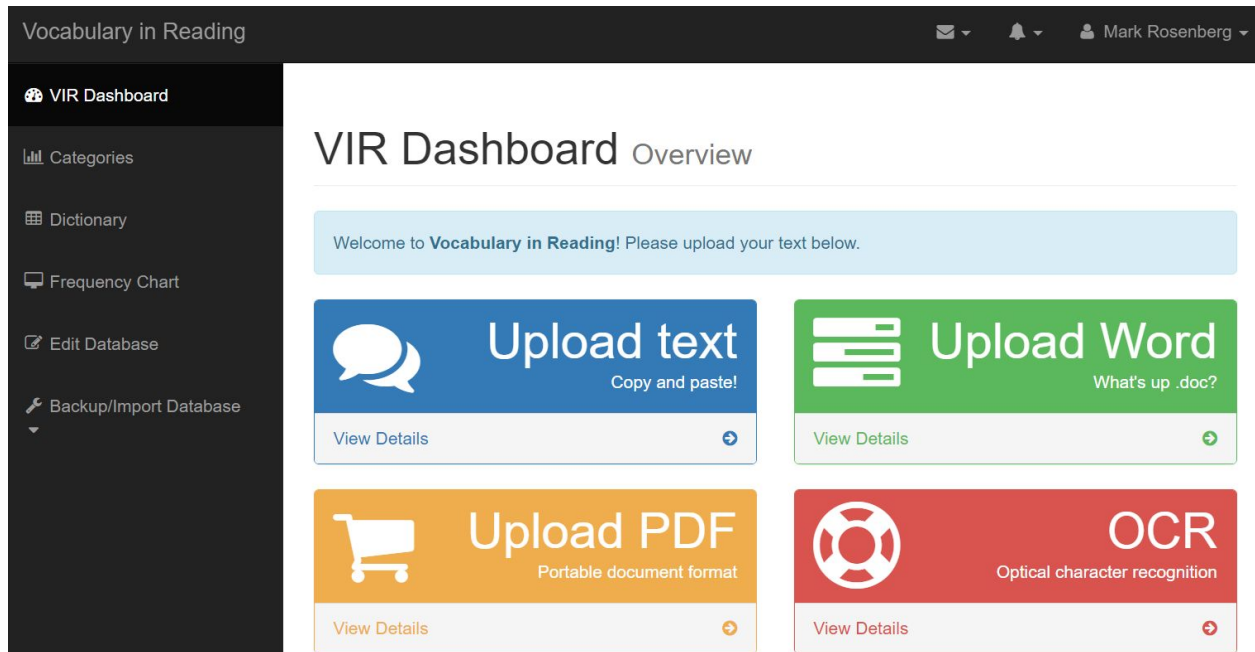 Vocabulary in Reading
Mark Rosenberg
VIR Dashboard
Categories
Dictionary
Frequency Chart
Edit Database
Backup/Import Database
VIR Dashboard Overview
Welcome to Vocabulary in Reading! Please upload your text below.
Upload text
Copy and paste!
View Details
Upload Word
What's up .doc?
View Details
Upload PDF
Portable document format
View Details
OCR
Optical character recognition
View Details